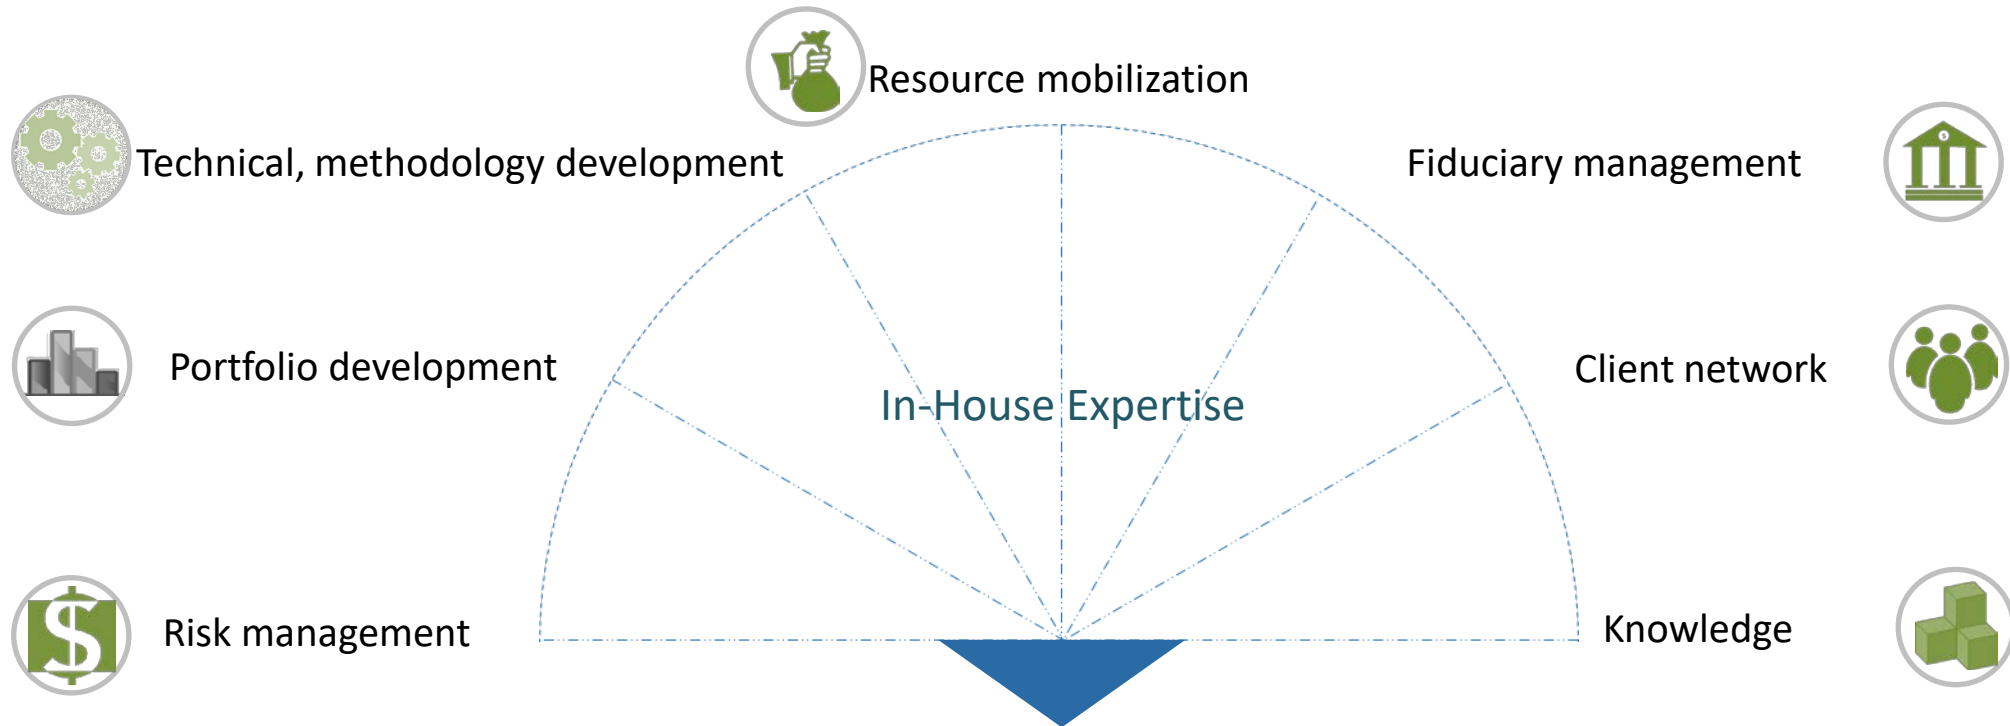 Resource mobilization
Technical, methodology development
Fiduciary management
Portfolio development
Client network
In-House Expertise
Risk management
Knowledge